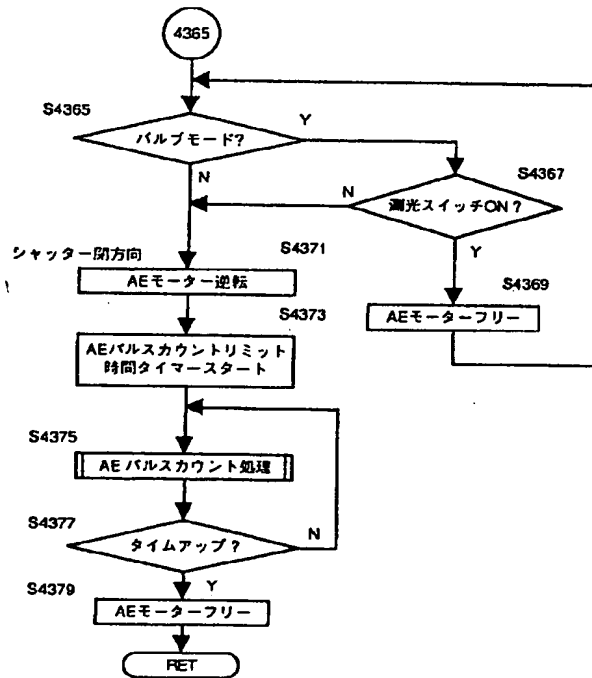 4365
S4365
バルブモード?
Y
N
S4367
測光スイッチON?
N
Y
シャッター閉方向
S4371
AEモーター逆転
S4369
AEモーターフリー
S4373
AEパルスカウントリミット
時間タイマースタート
S4375
AEパルスカウント処理
S4377
タイムアップ?
N
Y
S4379
AEモーターフリー
RET